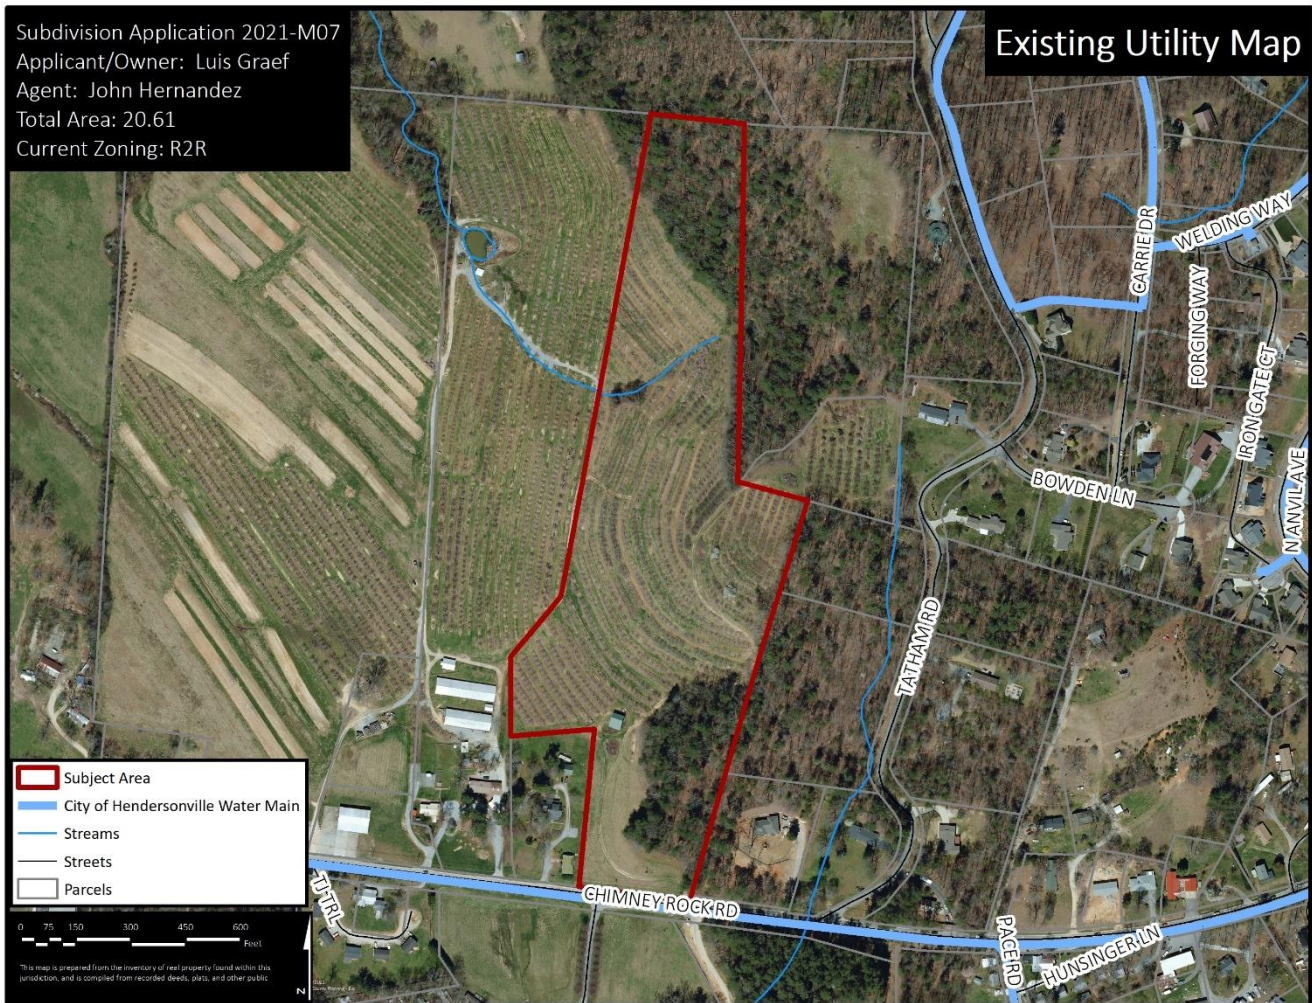 Subdivision Application 2021-M07
Applicant/Owner: Luis Graef
Agent: John Hernandez
Total Area: 20.61
Current Zoning: R2R
Existing Utility Map
WELDING WAY
CARRIE DR
FORGING WAY
IRON GATE CT
N ANVIL AVE
BOWDEN LN
TATHAM RD
CHIMNEY ROCK RD
TJ TRL
PACE RD
HUNSINGER LN
Subject Area
City of Hendersonville Water Main
Streams
Streets
Parcels
0 75 150 300 450 600
Feet
This map is prepared from the inventory of real property found within this
jurisdiction, and is compiled from recorded deeds, plats, and other public
N